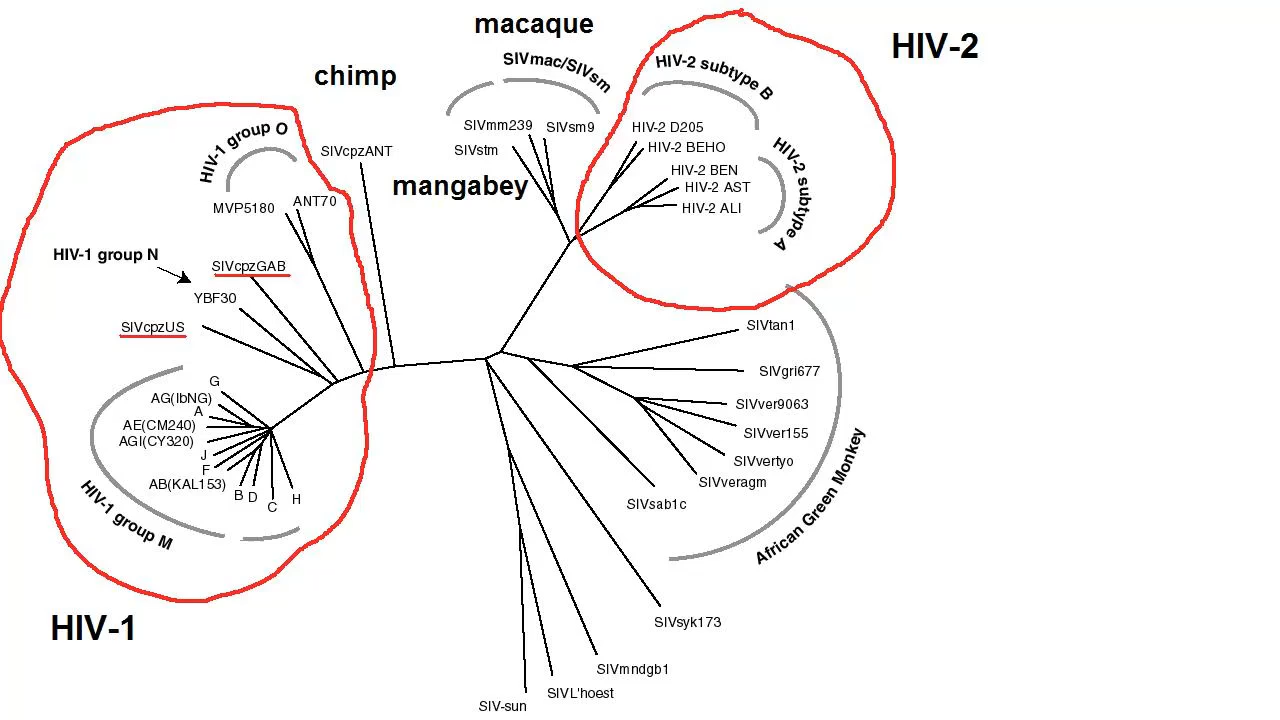 macaque
HIV-2
chimp
SIVmac/SIVsm
HIV-2 subtype B
HIV-1 group O
SIVmm239
SIVsm9
HIV-2 D205
SIVcpzANT
SIVstm
HIV-2 BEHO
HIV-2 subtype A
HIV-2 BEN
mangabey
HIV-2 AST
MVP5180
ANT70
HIV-2 ALI
HIV-1 group N
SIVcpzGAB
YBF30
SIVcpzUS
SIVtan1
SIVgri677
G
AG(IbNG)
A
SIVver9063
AE(CM240)
SIVver155
AGI(CY320)
J
SIVvertyo
F
AB(KAL153)
SIVveragm
B
D
H
C
SIVsab1c
HIV-1 group M
African Green Monkey
HIV-1
SIVsyk173
SIVmndgb1
SIVL'hoest
SIV-sun